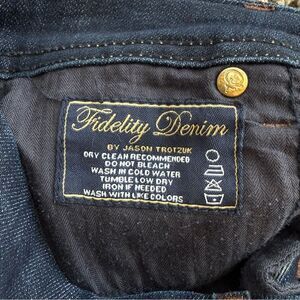 Fidelity Denim
BY JASON TROTZUK
DRY CLEAN RECOMMENDED
DO NOT BLEACH
WASH IN COLD WATER
TUMBLE LOW DRY
IRON IF NEEDED
WASH WITH LIKE COLORS